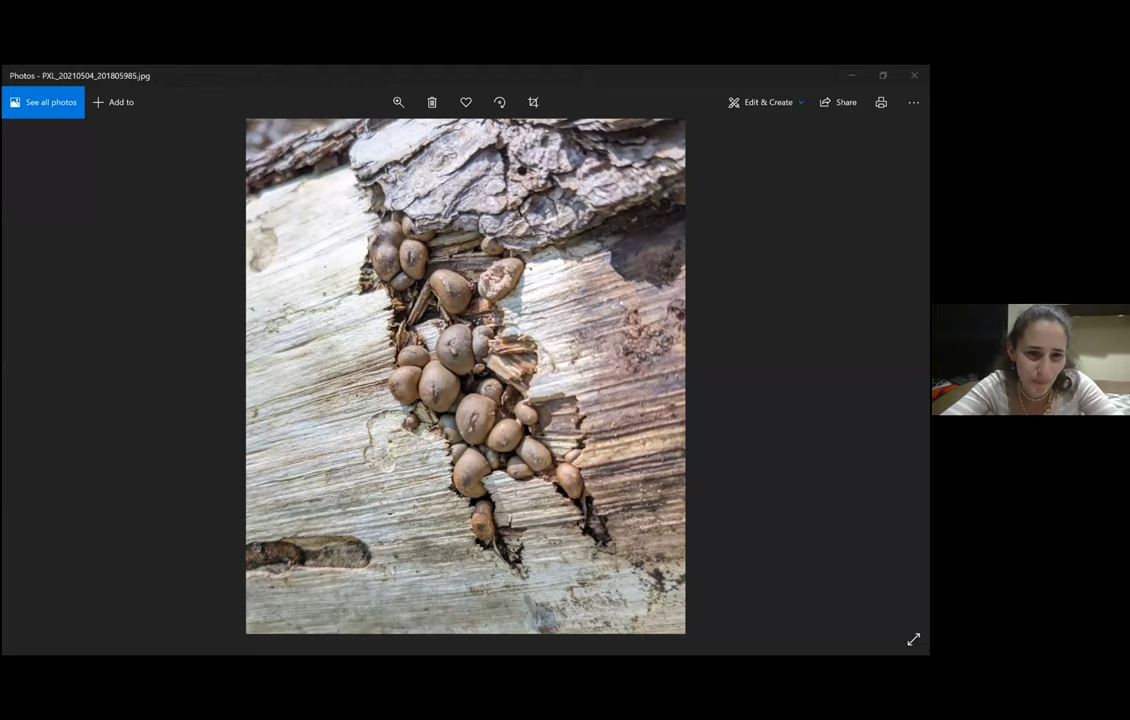 Photos - PXL_20210504_201805985.jpg
See all photos
Add to
Edit & Create
Share